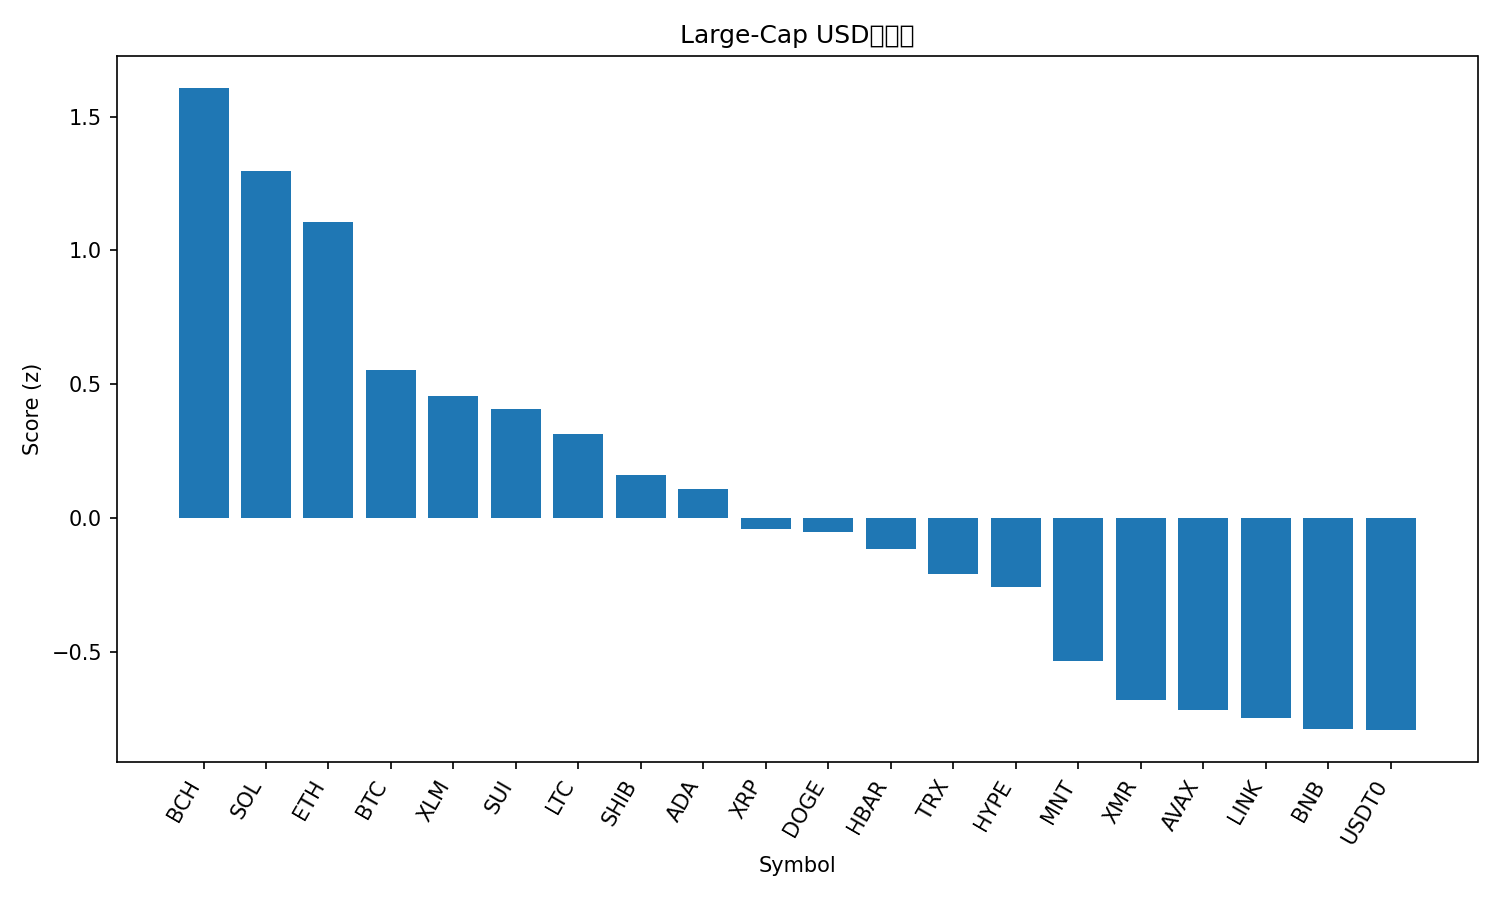 Large-Cap USD
Score (z)
1.5
1.0
0.5
0.0
−0.5
BCH
SOL
ETH
BTC
XLM
SUI
LTC
SHIB
ADA
XRP
DOGE
HBAR
TRX
HYPE
MNT
XMR
AVAX
LINK
BNB
USDT0
Symbol